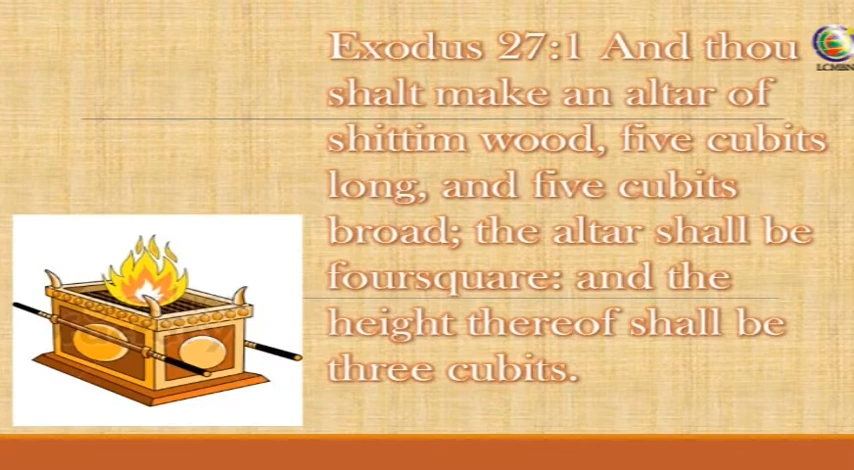 Exodus 27:1 And thou
shalt make an altar of
shittim wood, five cubits
long, and five cubits
broad; the altar shall be
foursquare: and the
height thereof shall be
three cubits.
LCMBN